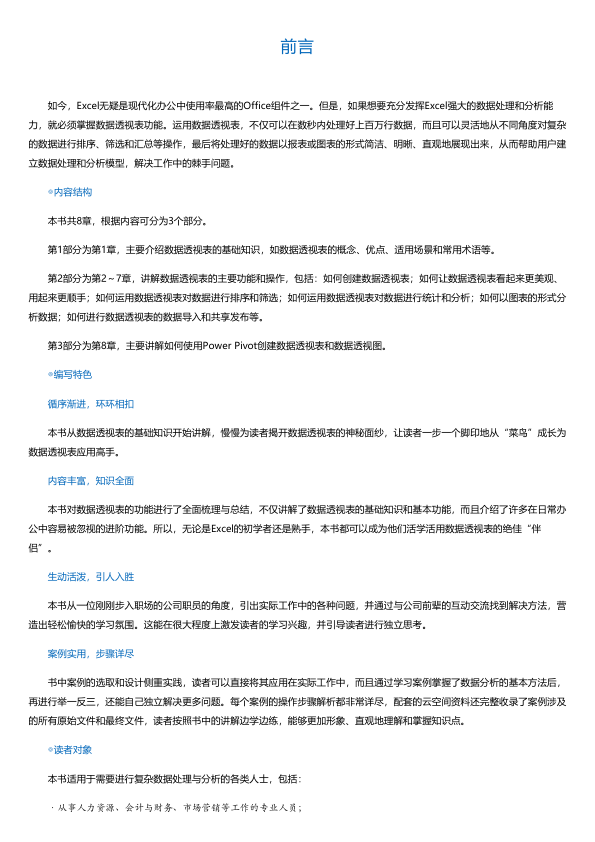 前言
如今，Excel无疑是现代化办公中使用率最高的Office组件之一。但是，如果想要充分发挥Excel强大的数据处理和分析能
力，就必须掌握数据透视表功能。运用数据透视表，不仅可以在数秒内处理好上百万行数据，而且可以灵活地从不同角度对复杂
的数据进行排序、筛选和汇总等操作，最后将处理好的数据以报表或图表的形式简洁、明晰、直观地展现出来，从而帮助用户建
立数据处理和分析模型，解决工作中的棘手问题。
◎内容结构
本书共8章，根据内容可分为3个部分。
第1部分为第1章，主要介绍数据透视表的基础知识，如数据透视表的概念、优点、适用场景和常用术语等。
第2部分为第2～7章，讲解数据透视表的主要功能和操作，包括：如何创建数据透视表；如何让数据透视表看起来更美观、
用起来更顺手；如何运用数据透视表对数据进行排序和筛选；如何运用数据透视表对数据进行统计和分析；如何以图表的形式分
析数据；如何进行数据透视表的数据导入和共享发布等。
第3部分为第8章，主要讲解如何使用Power Pivot创建数据透视表和数据透视图。
◎编写特色
循序渐进，环环相扣
本书从数据透视表的基础知识开始讲解，慢慢为读者揭开数据透视表的神秘面纱，让读者一步一个脚印地从“菜鸟”成长为
数据透视表应用高手。
内容丰富，知识全面
本书对数据透视表的功能进行了全面梳理与总结，不仅讲解了数据透视表的基础知识和基本功能，而且介绍了许多在日常办
公中容易被忽视的进阶功能。所以，无论是Excel的初学者还是熟手，本书都可以成为他们活学活用数据透视表的绝佳“伴
侣”。
生动活泼，引人入胜
本书从一位刚刚步入职场的公司职员的角度，引出实际工作中的各种问题，并通过与公司前辈的互动交流找到解决方法，营
造出轻松愉快的学习氛围。这能在很大程度上激发读者的学习兴趣，并引导读者进行独立思考。
案例实用，步骤详尽
书中案例的选取和设计侧重实践，读者可以直接将其应用在实际工作中，而且通过学习案例掌握了数据分析的基本方法后，
再进行举一反三，还能自己独立解决更多问题。每个案例的操作步骤解析都非常详尽，配套的云空间资料还完整收录了案例涉及
的所有原始文件和最终文件，读者按照书中的讲解边学边练，能够更加形象、直观地理解和掌握知识点。
◎读者对象
本书适用于需要进行复杂数据处理与分析的各类人士，包括：
·从事人力资源、会计与财务、市场营销等工作的专业人员；